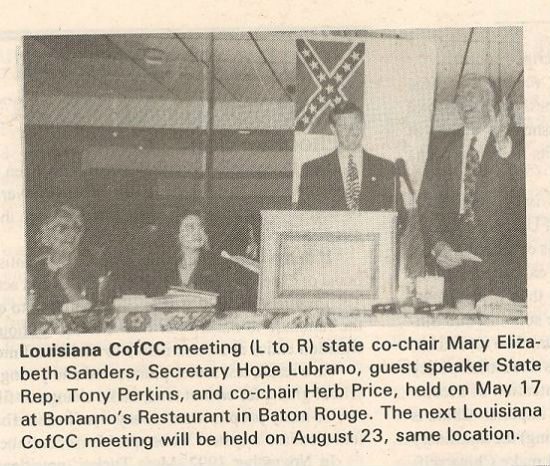 Louisiana CofCC meeting (L to R) state co-chair Mary Eliza-
beth Sanders, Secretary Hope Lubrano, guest speaker State
Rep. Tony Perkins, and co-chair Herb Price, held on May 17
at Bonanno's Restaurant in Baton Rouge. The next Louisiana
CofCC meeting will be held on August 23, same location.